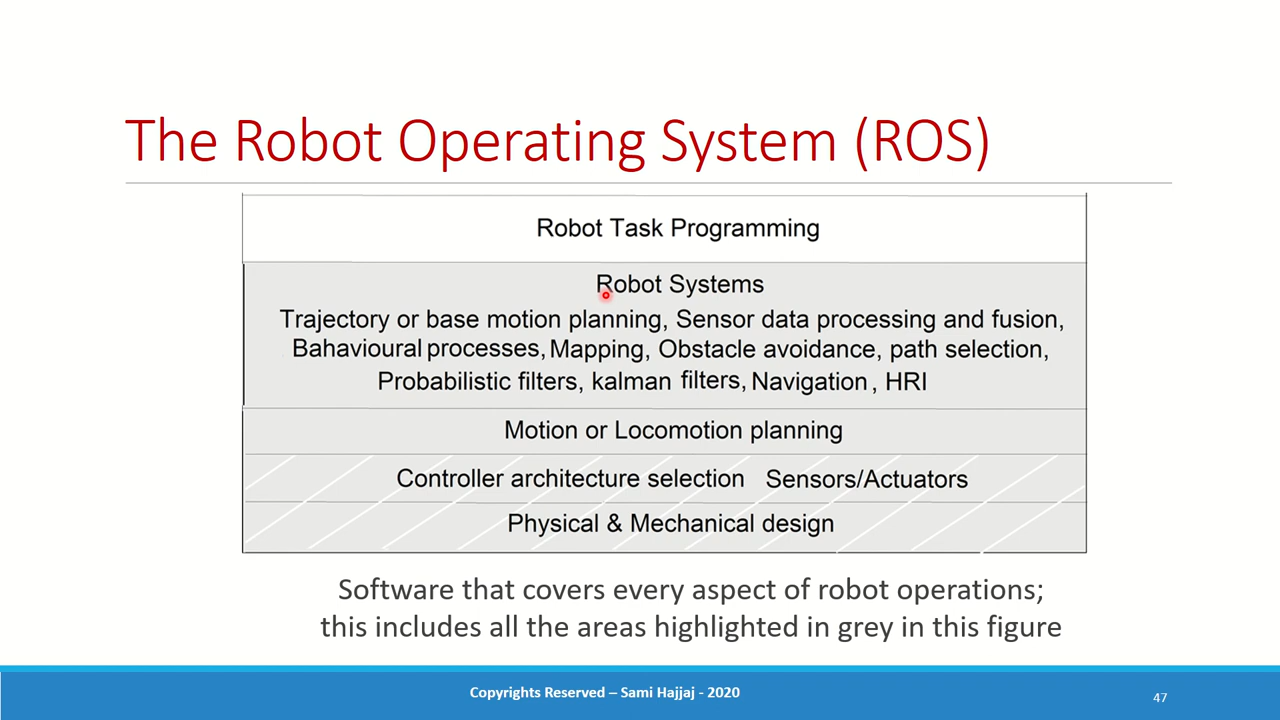 The Robot Operating System (ROS)
Robot Task Programming
Robot Systems
Trajectory or base motion planning, Sensor data processing and fusion,
Bahavioural processes, Mapping, Obstacle avoidance, path selection,
Probabilistic filters, kalman filters, Navigation, HRI
Motion or Locomotion planning
Controller architecture selection Sensors/Actuators
Physical & Mechanical design
Software that covers every aspect of robot operations;
this includes all the areas highlighted in grey in this figure
Copyrights Reserved – Sami Hajjaj - 2020
47